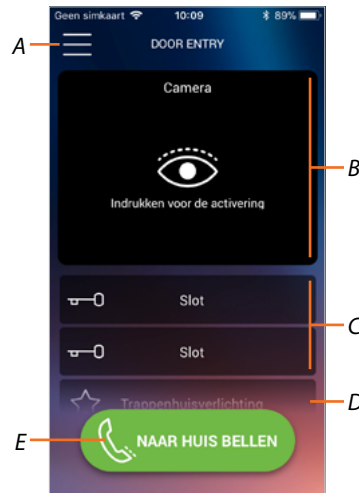 Geen simkaart 10:09 89%
A
DOOR ENTRY
Camera
B
Indrukken voor de activering
Slot
C
Slot
D
Trappenhuisverlichting
E
NAAR HUIS BELLEN